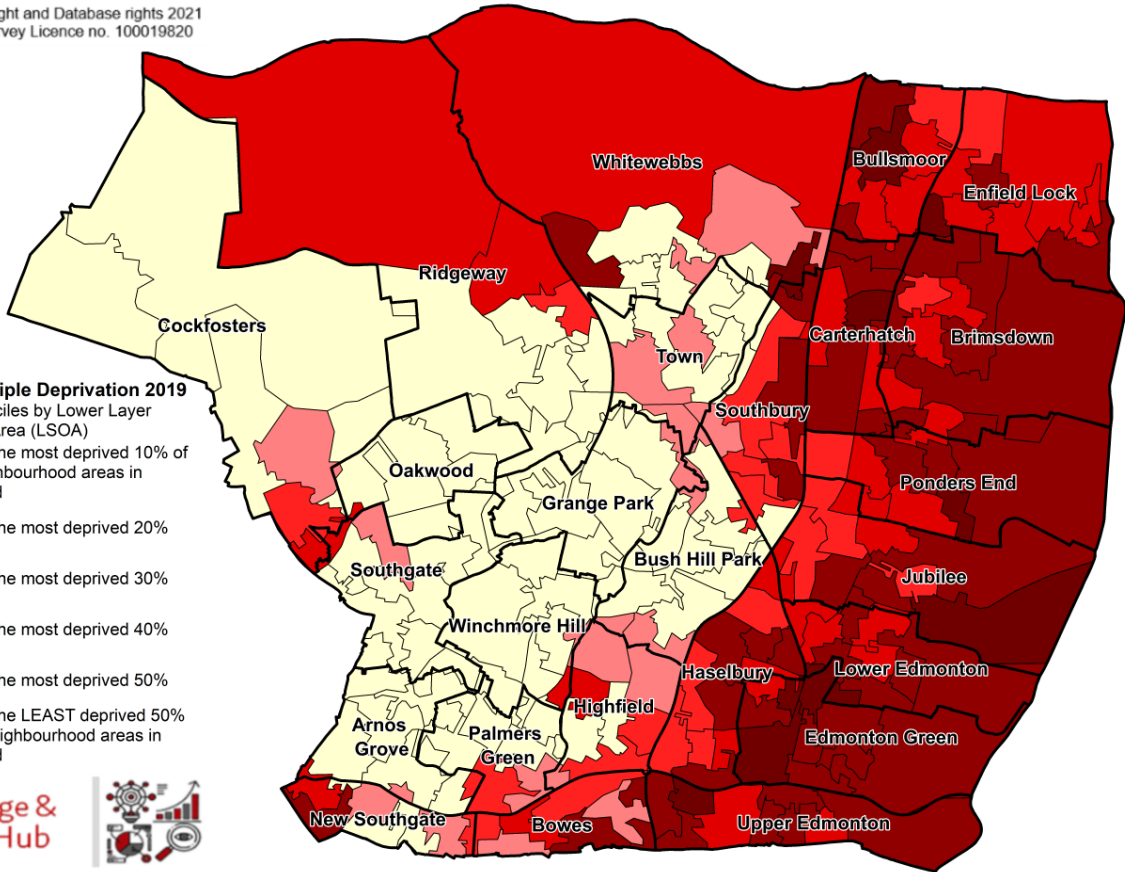 ght and Database rights 2021
rvey Licence no. 100019820
Whitewebbs
Bullsmoor
Enfield Lock
Ridgeway
Cockfosters
Town
Carterhatch
Brimsdown
Southbury
Oakwood
Grange Park
Ponders End
Bush Hill Park
Southgate
Jubilee
Winchmore Hill
Haselbury
Lower Edmonton
Highfield
Arnos
Grove
Palmers
Green
Edmonton Green
New Southgate
Bowes
Upper Edmonton
iple Deprivation 2019
ciles by Lower Layer
Area (LSOA)
he most deprived 10% of
hbourhood areas in
d
he most deprived 20%
he most deprived 30%
he most deprived 40%
he most deprived 50%
he LEAST deprived 50%
ighbourhood areas in
d
ge &
Hub